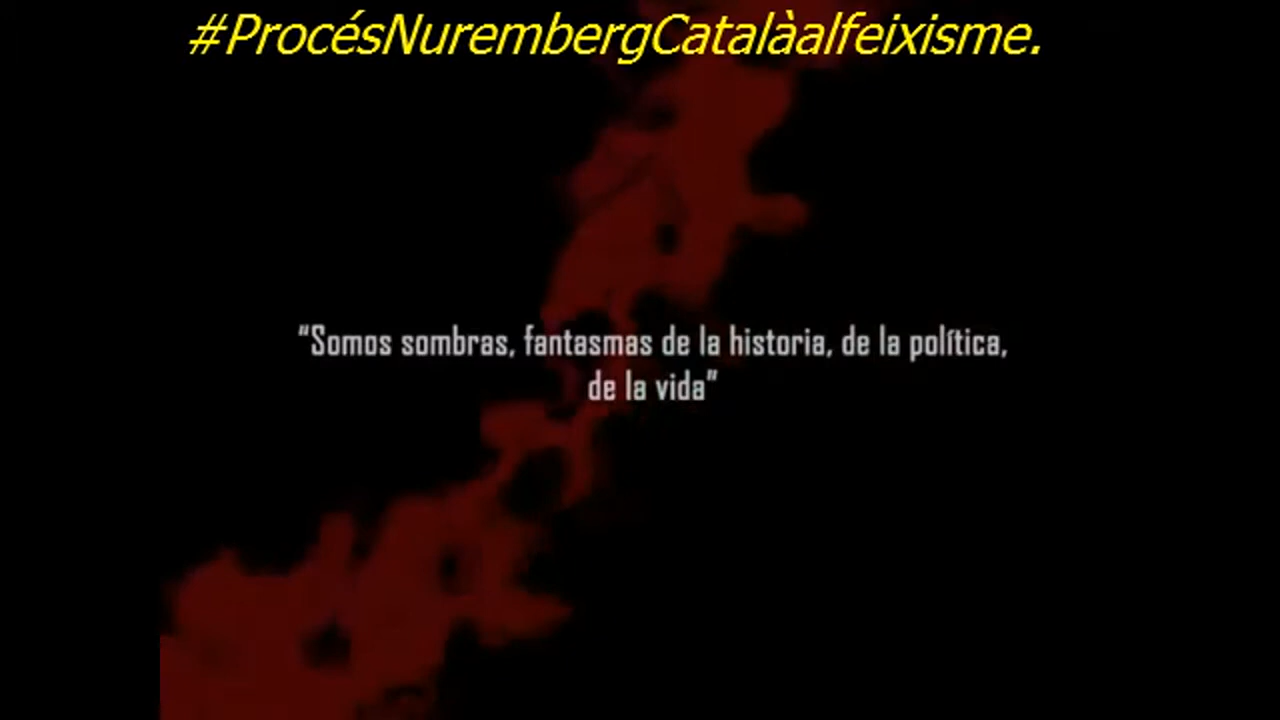 #ProcésNurembergCatalàalfeixisme.
“Somos sombras, fantasmas de la historia, de la política,
de la vida”